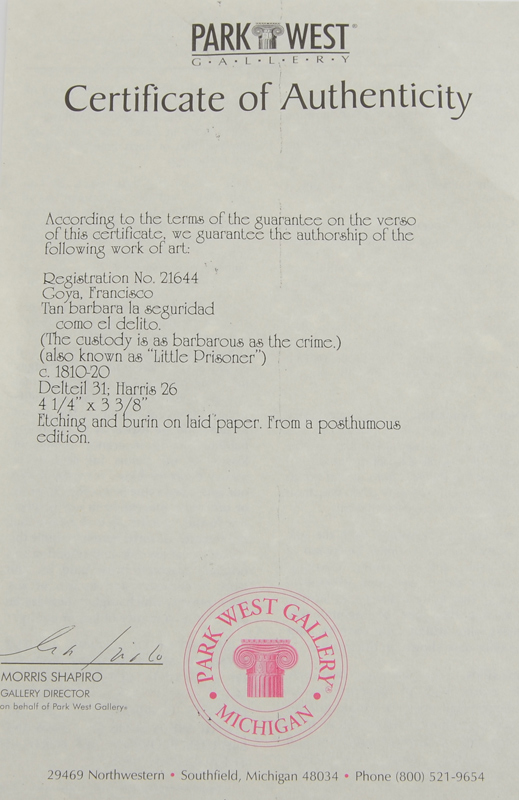 PARK WEST®
G·A·L·L·E·R·Y
Certificate of Authenticity
According to the terms of the guarantee on the verso
of this certificate, we guarantee the authorship of the
following work of art:
Registration No. 21644
Goya, Francisco
Tan barbara la seguridad
como el delito.
(The custody is as barbarous as the crime.)
(also known as "Little Prisoner")
c. 1810-20
Delteil 31; Harris 26
4 1/4" x 3 3/8"
Etching and burin on laid paper. From a posthumous
edition.
MORRIS SHAPIRO
GALLERY DIRECTOR
on behalf of Park West Gallery®
PARK WEST GALLERY®
• MICHIGAN •
29469 Northwestern • Southfield, Michigan 48034 • Phone (800) 521-9654